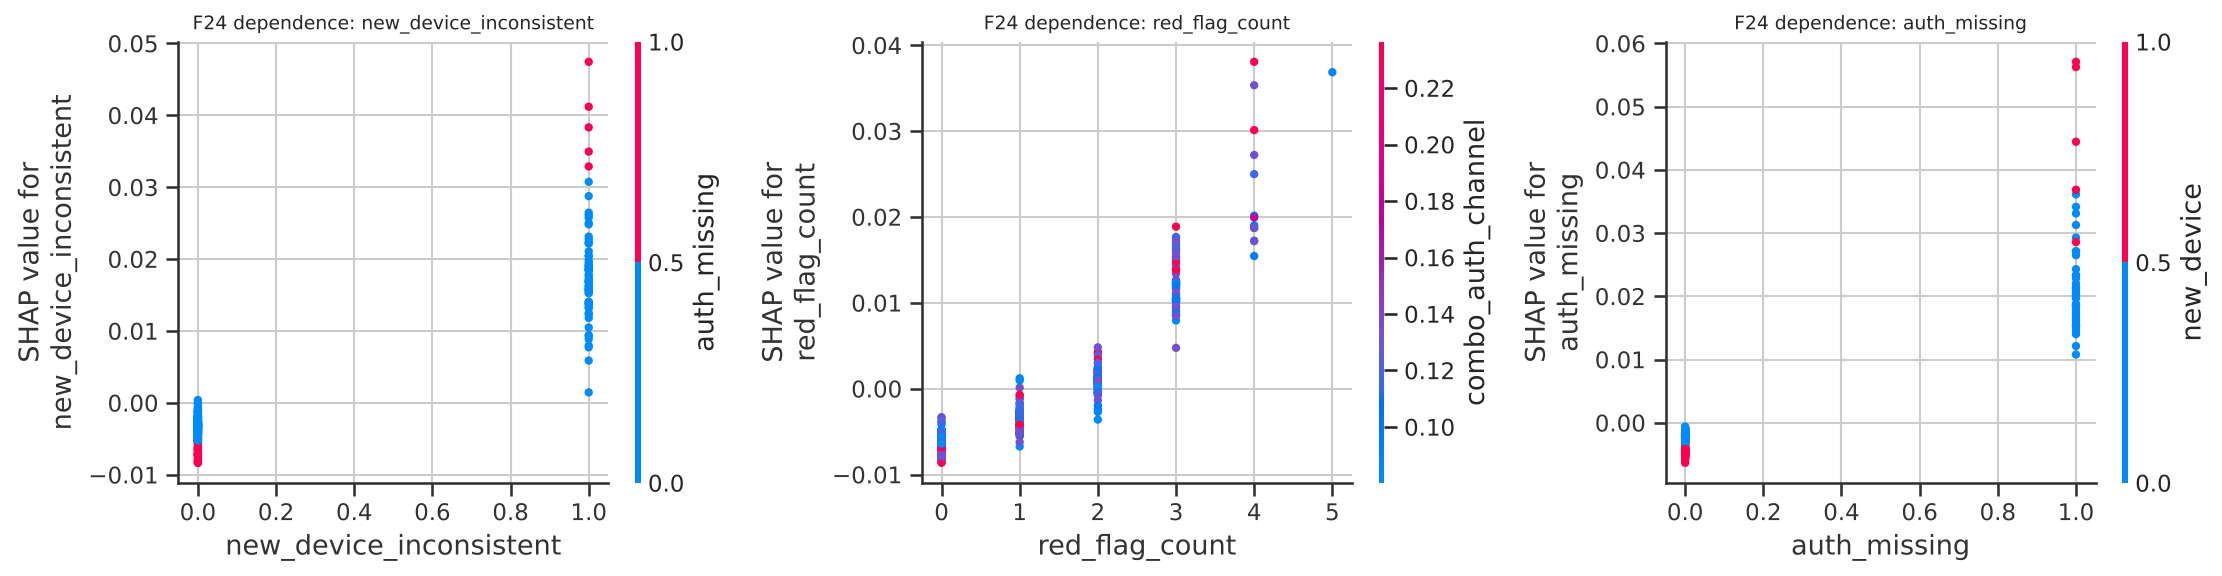 F24 dependence: new_device_inconsistent
0.05
0.04
0.03
0.02
0.01
0.00
−0.01
SHAP value for
new_device_inconsistent
0.0 0.2 0.4 0.6 0.8 1.0
new_device_inconsistent
1.0
0.5
0.0
auth_missing
F24 dependence: red_flag_count
0.04
0.03
0.02
0.01
0.00
−0.01
SHAP value for
red_flag_count
0 1 2 3 4 5
red_flag_count
0.22
0.20
0.18
0.16
0.14
0.12
0.10
combo_auth_channel
F24 dependence: auth_missing
0.06
0.05
0.04
0.03
0.02
0.01
0.00
SHAP value for
auth_missing
0.0 0.2 0.4 0.6 0.8 1.0
auth_missing
1.0
0.5
0.0
new_device